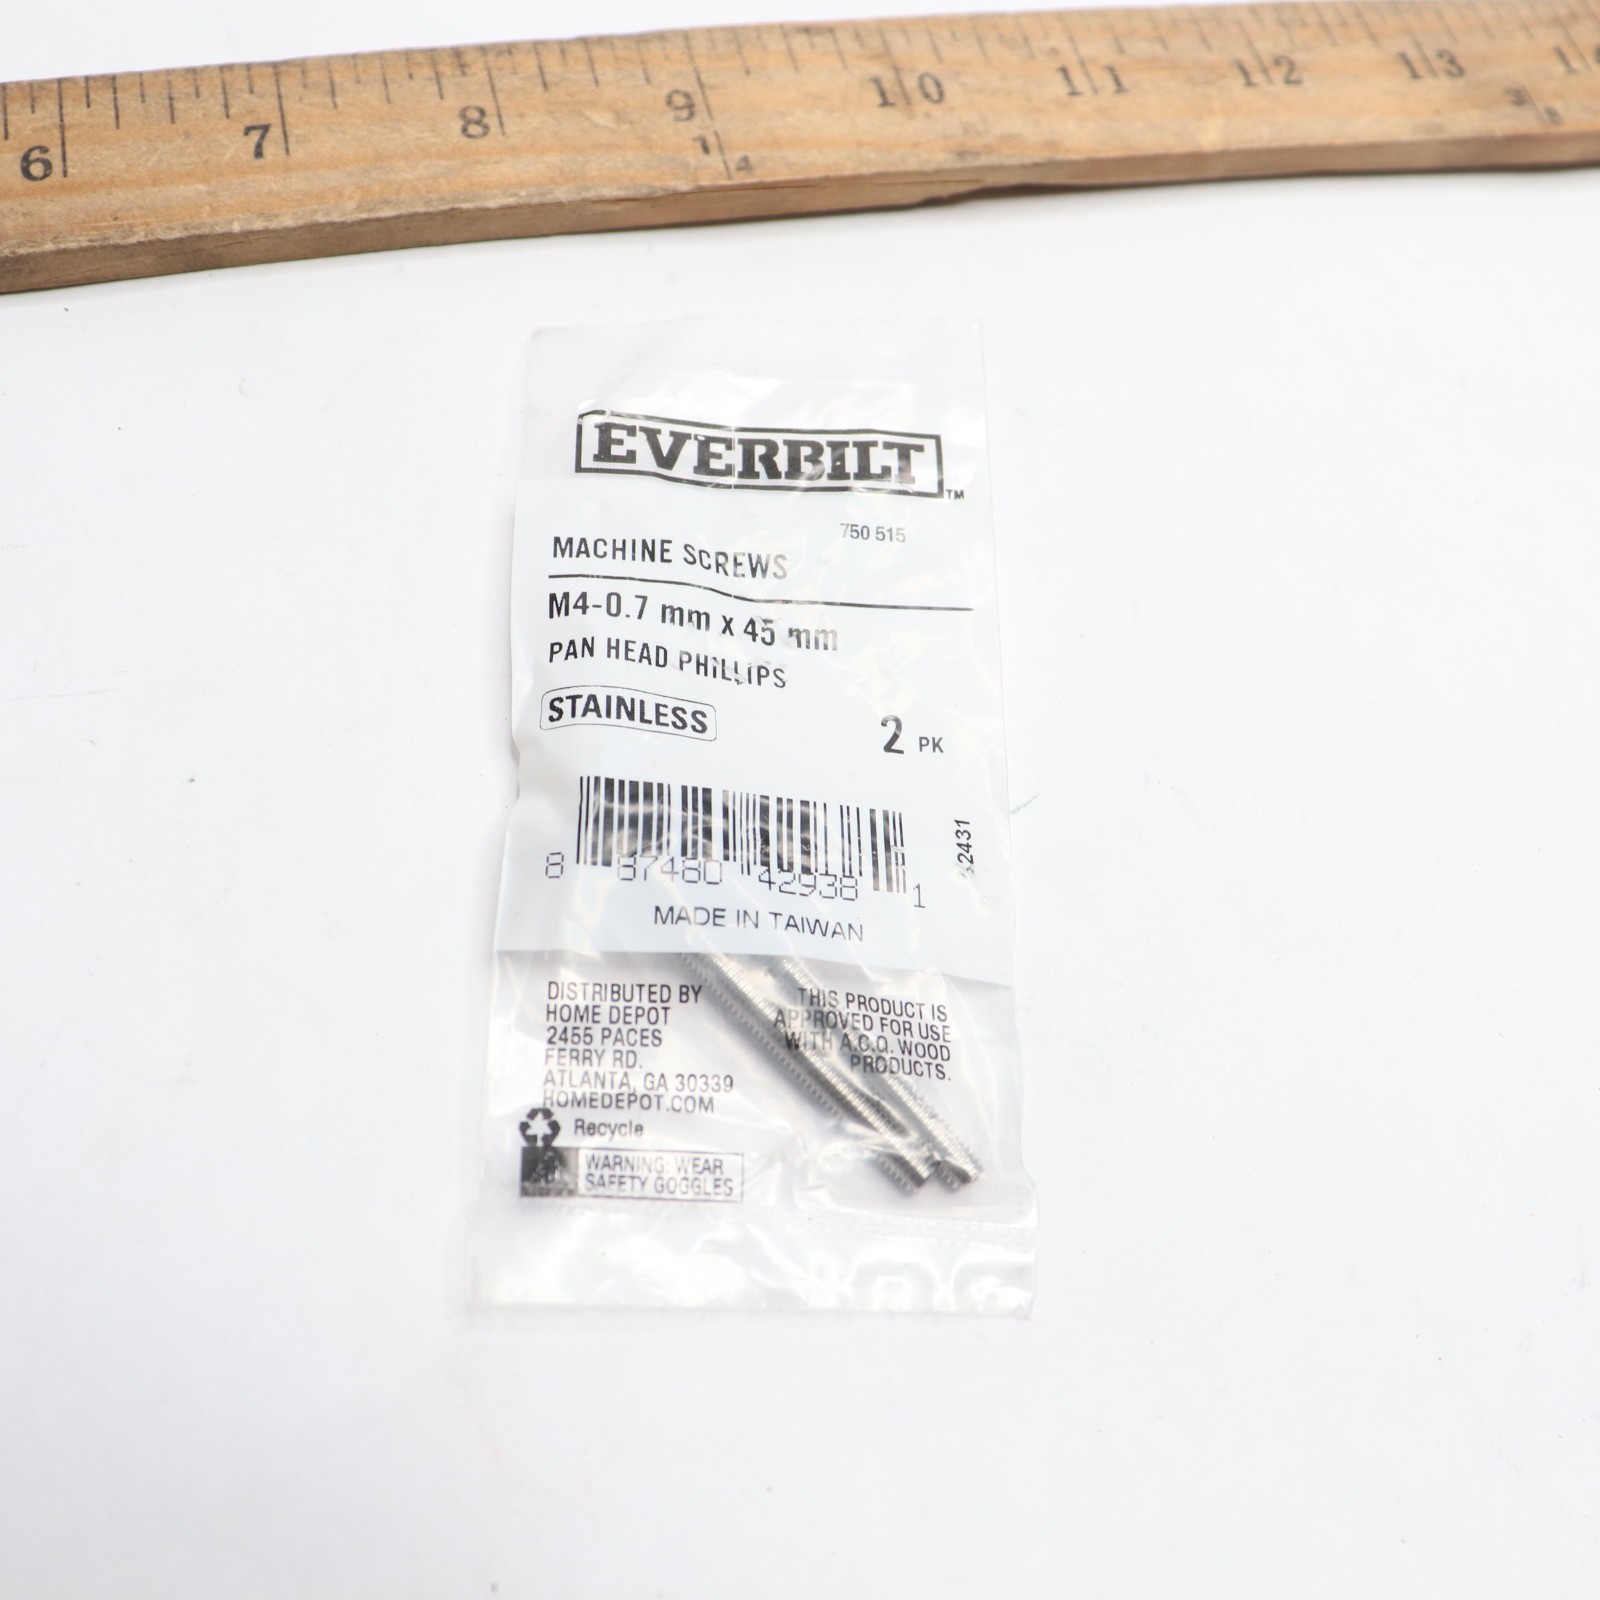 6 7 8 9 10 11 12 13
1 4
EVERBILT
TM
750 515
MACHINE SCREWS
M4-0.7 mm x 45 mm
PAN HEAD PHILLIPS
STAINLESS
2 PK
8 87480 42938 1
2431
MADE IN TAIWAN
DISTRIBUTED BY
HOME DEPOT
2455 PACES
FERRY RD.
ATLANTA, GA 30339
HOMEDEPOT.COM
Recycle
WARNING: WEAR
SAFETY GOGGLES
THIS PRODUCT IS
APPROVED FOR USE
WITH A.C.Q. WOOD
PRODUCTS.